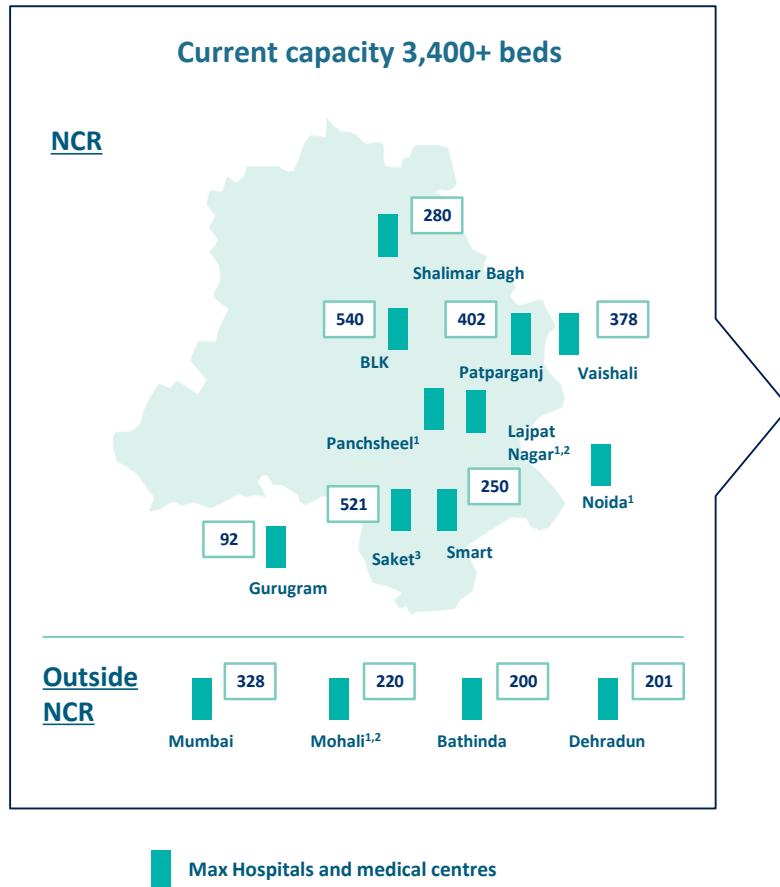 Current capacity 3,400+ beds
NCR
280
Shalimar Bagh
540
BLK
402
Patparganj
378
Vaishali
Panchsheel¹
Lajpat
Nagar¹,²
Noida¹
521
Saket³
250
Smart
92
Gurugram
Outside
NCR
328
Mumbai
220
Mohali¹,²
200
Bathinda
201
Dehradun
Max Hospitals and medical centres